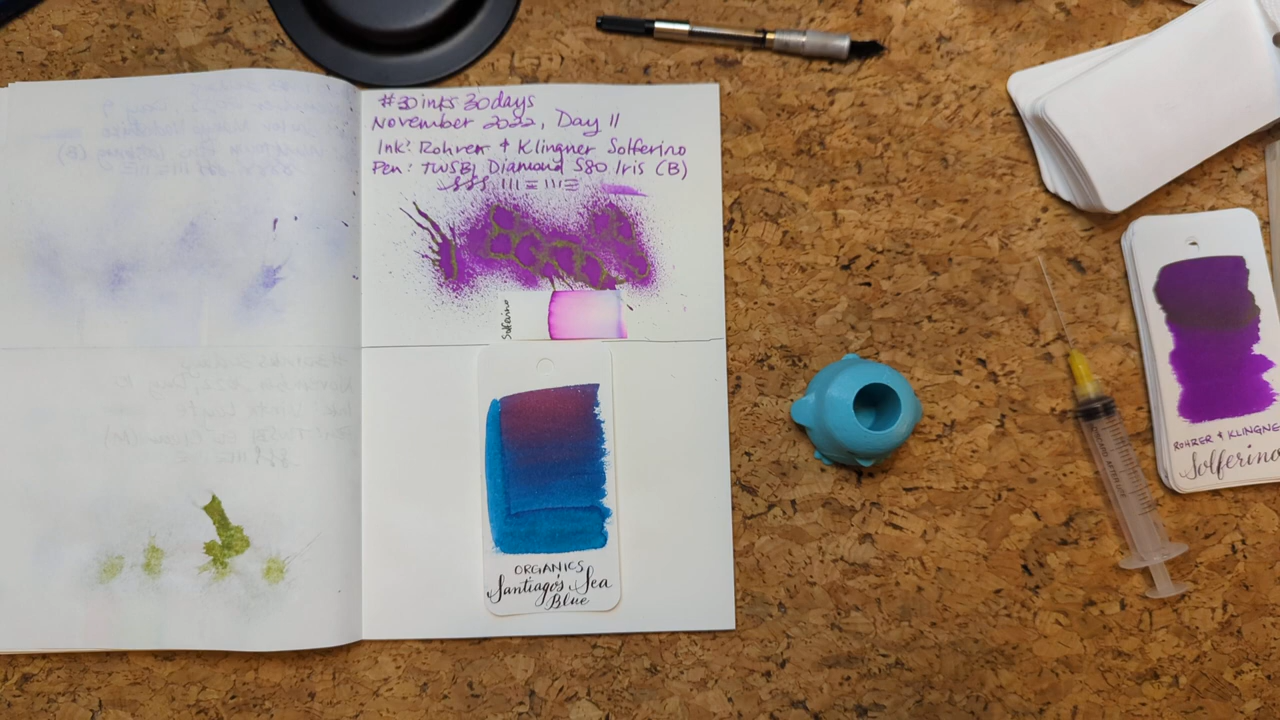 #30inks30days
November 2022, Day 11
Ink: Rohrer & Klingner Solferino
Pen: TWSBI Diamond 580 Iris (B)
Solferino
ORGANICS
Santiago's Sea
Blue
ROHRER & KLINGNE
Solferino